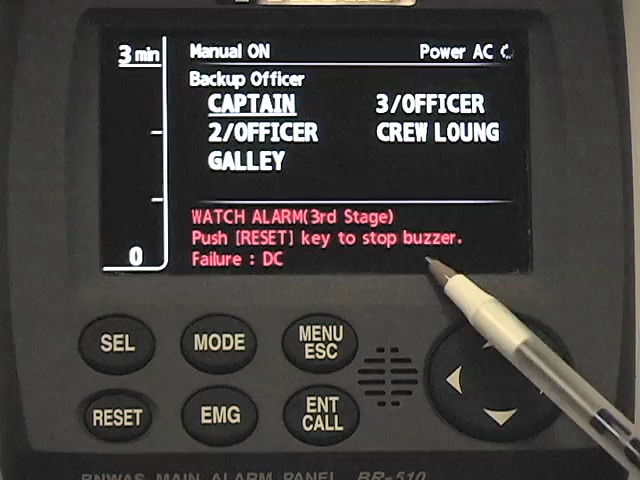 3 min
Manual ON Power AC
Backup Officer
CAPTAIN 3/OFFICER
2/OFFICER CREW LOUNG
GALLEY
WATCH ALARM(3rd Stage)
Push [RESET] key to stop buzzer.
0
Failure : DC
SEL MODE MENU ESC
RESET EMG ENT CALL
BNWAS MAIN ALARM PANEL BR-510